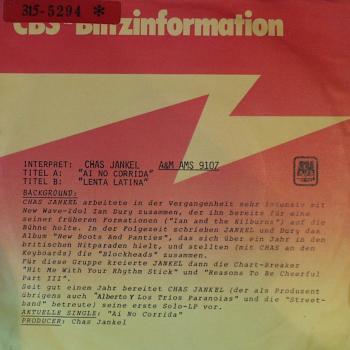 315-5294 *
CBS-Blitzinformation
INTERPRET: CHAS JANKEL A&M AMS 9107
TITEL A: "AI NO CORRIDA"
TITEL B: "LENTA LATINA"
BACKGROUND:
CHAS JANKEL arbeitete in der Vergangenheit sehr intensiv mit
New Wave-Idol Ian Dury zusammen, der ihn bereits für eine
seiner früheren Formationen ("Ian and the Kilburns") auf die
Bühne holte. In der Folgezeit schrieben JANKEL und Dury das
Album "New Boots And Panties", das sich über ein Jahr in den
britischen Hitparaden hielt, und stellten (mit CHAS an den
Keyboards) die "Blockheads" zusammen.
Für diese Gruppe kreierte JANKEL dann die Chart-Breaker
"Hit Me With Your Rhythm Stick" und "Reasons To Be Cheerful
Part III".
Seit gut einem Jahr bereitet CHAS JANKEL (der als Produzent
übrigens auch "Alberto Y Los Trios Paranoias" und die "Street-
band" betreute) seine erste Solo-LP vor.
AKTUELLE SINGLE: "Ai No Corrida"
PRODUCER: Chas Jankel